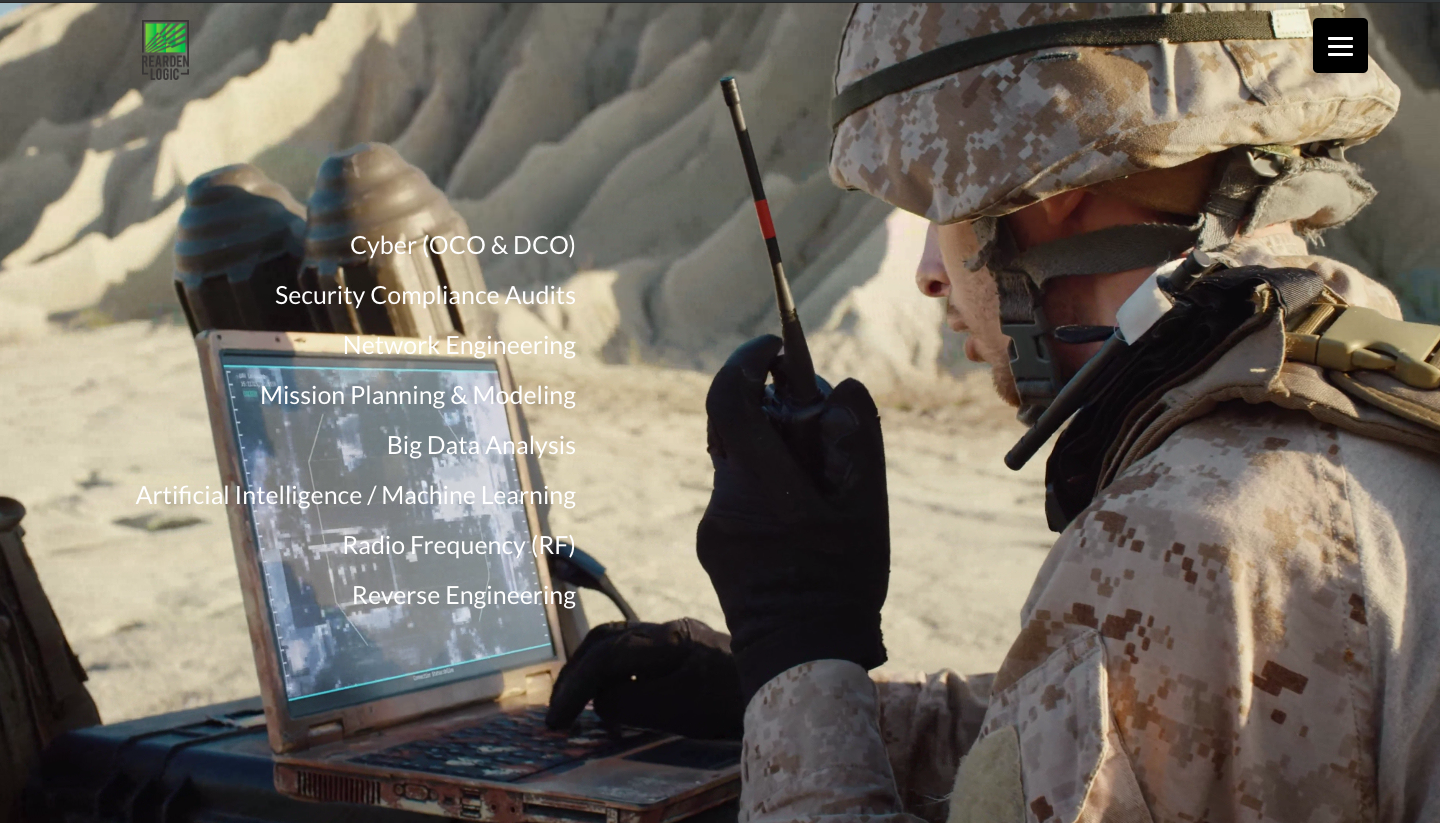 REARDEN
LOGIC
Cyber (OCO & DCO)
Security Compliance Audits
Network Engineering
Mission Planning & Modeling
Big Data Analysis
Artificial Intelligence / Machine Learning
Radio Frequency (RF)
Reverse Engineering